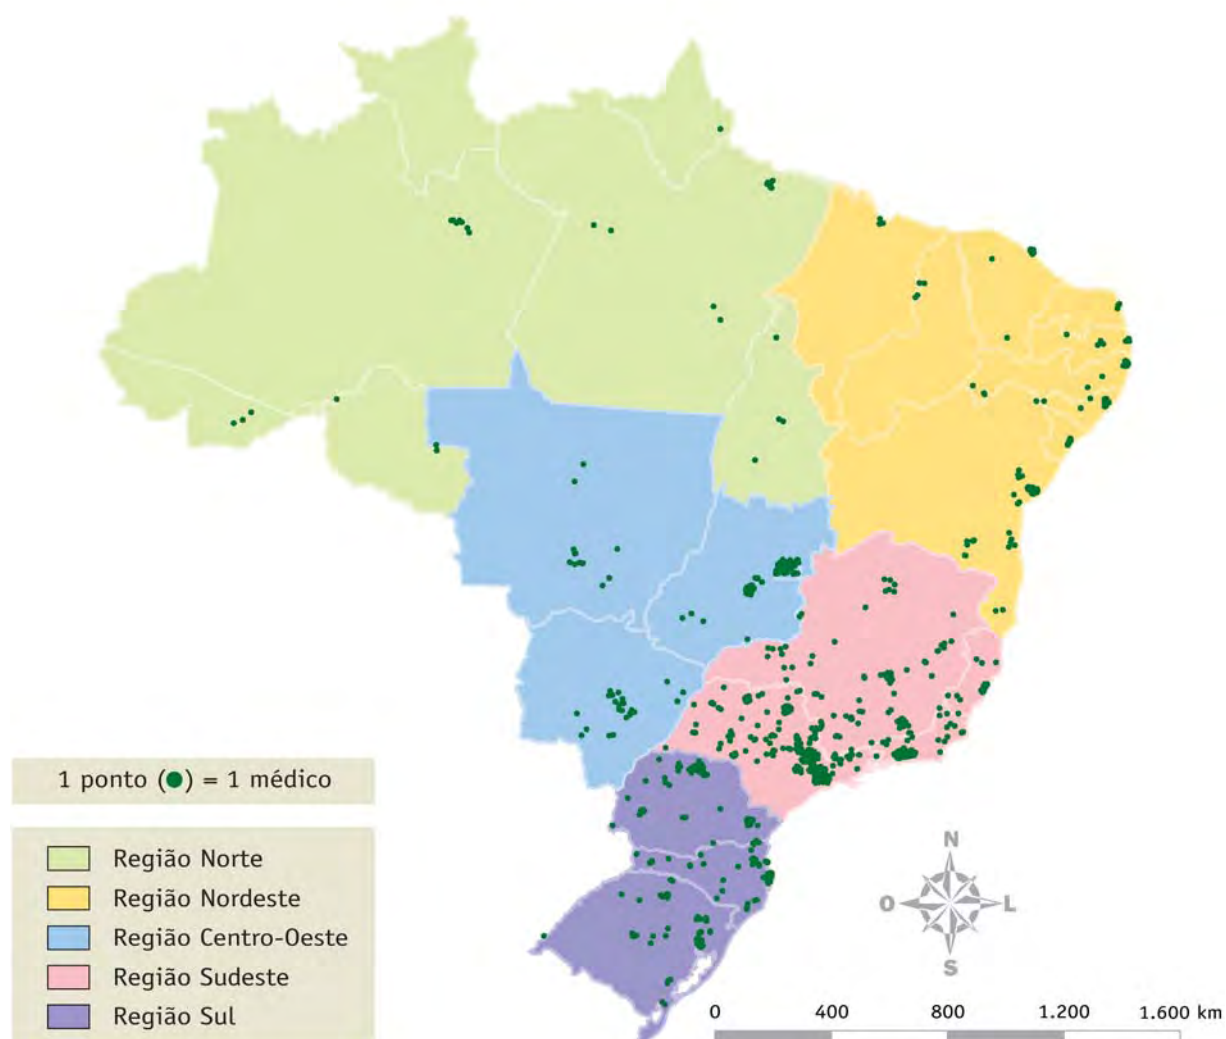 1 ponto (●) = 1 médico
Região Norte
Região Nordeste
Região Centro-Oeste
Região Sudeste
Região Sul
N
O
L
S
0 400 800 1.200 1.600 km